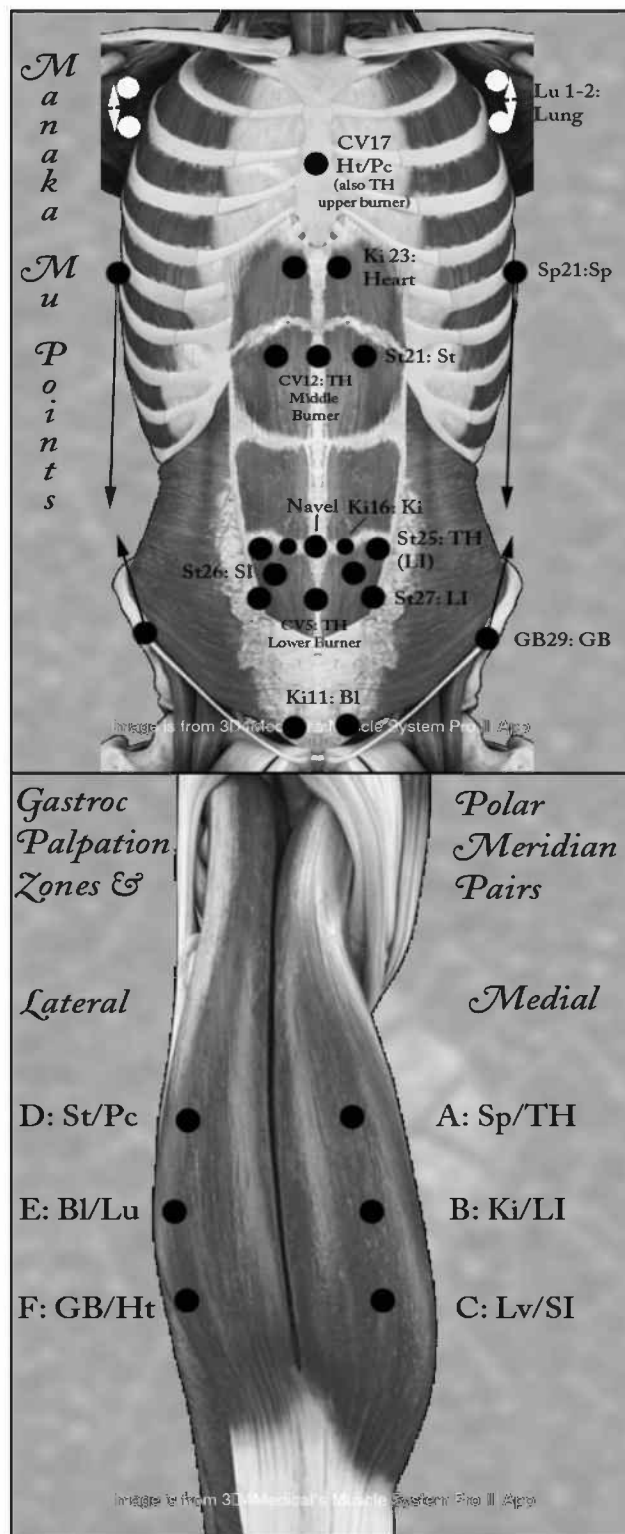 Manaka
Mu
Points
Lu 1-2:
Lung
CV17
Ht/Pc
(also TH
upper burner)
Ki 23:
Heart
Sp21:Sp
St21: St
CV12: TH
Middle
Burner
Navel
Ki16: Ki
St25: TH
(LI)
St26: SI
St27: LI
CV5: TH
Lower Burner
GB29: GB
Ki11: Bl
Image is from 3D4Medical's Muscle System Pro II App
Gastroc
Palpation
Zones &
Polar
Meridian
Pairs
Lateral
Medial
D: St/Pc
A: Sp/TH
E: Bl/Lu
B: Ki/LI
F: GB/Ht
C: Lv/SI
Image is from 3D4Medical's Muscle System Pro II App